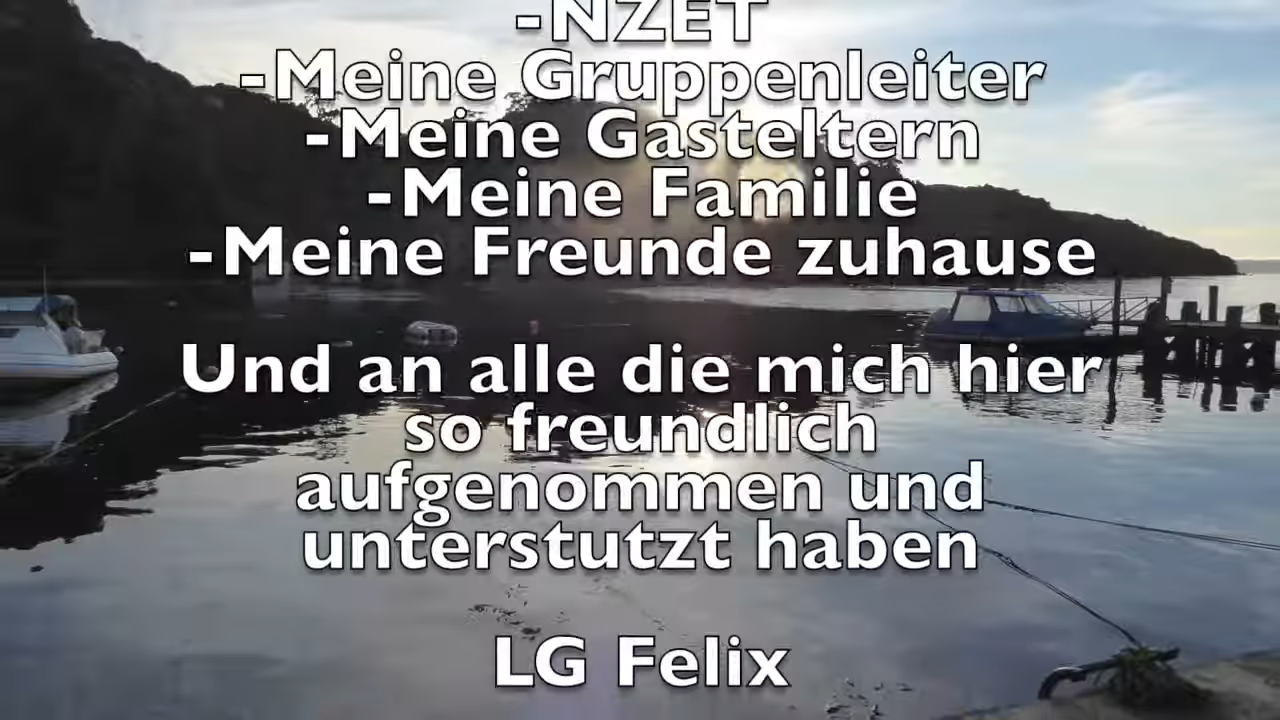 -NZET
-Meine Gruppenleiter
-Meine Gasteltern
-Meine Familie
-Meine Freunde zuhause
Und an alle die mich hier
so freundlich
aufgenommen und
unterstutzt haben
LG Felix